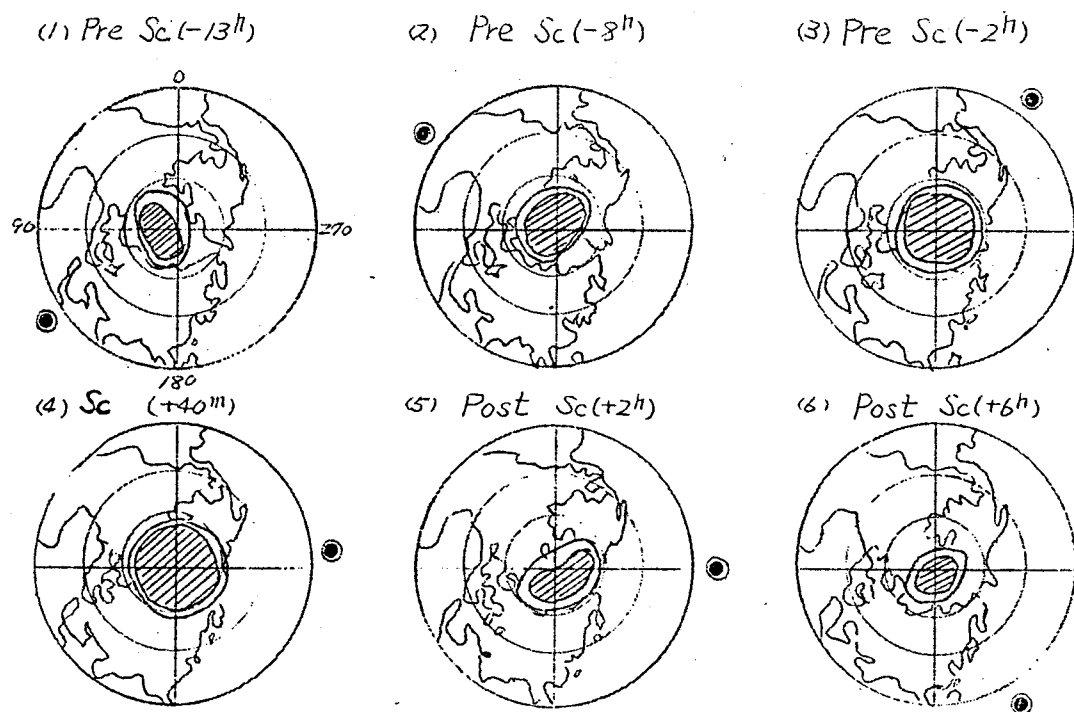 (1) Pre Sc (-13ʰ)
(2) Pre Sc (-8ʰ)
(3) Pre Sc (-2ʰ)
0
90
270
180
(4) Sc (+40ᵐ)
(5) Post Sc (+2ʰ)
(6) Post Sc (+6ʰ)